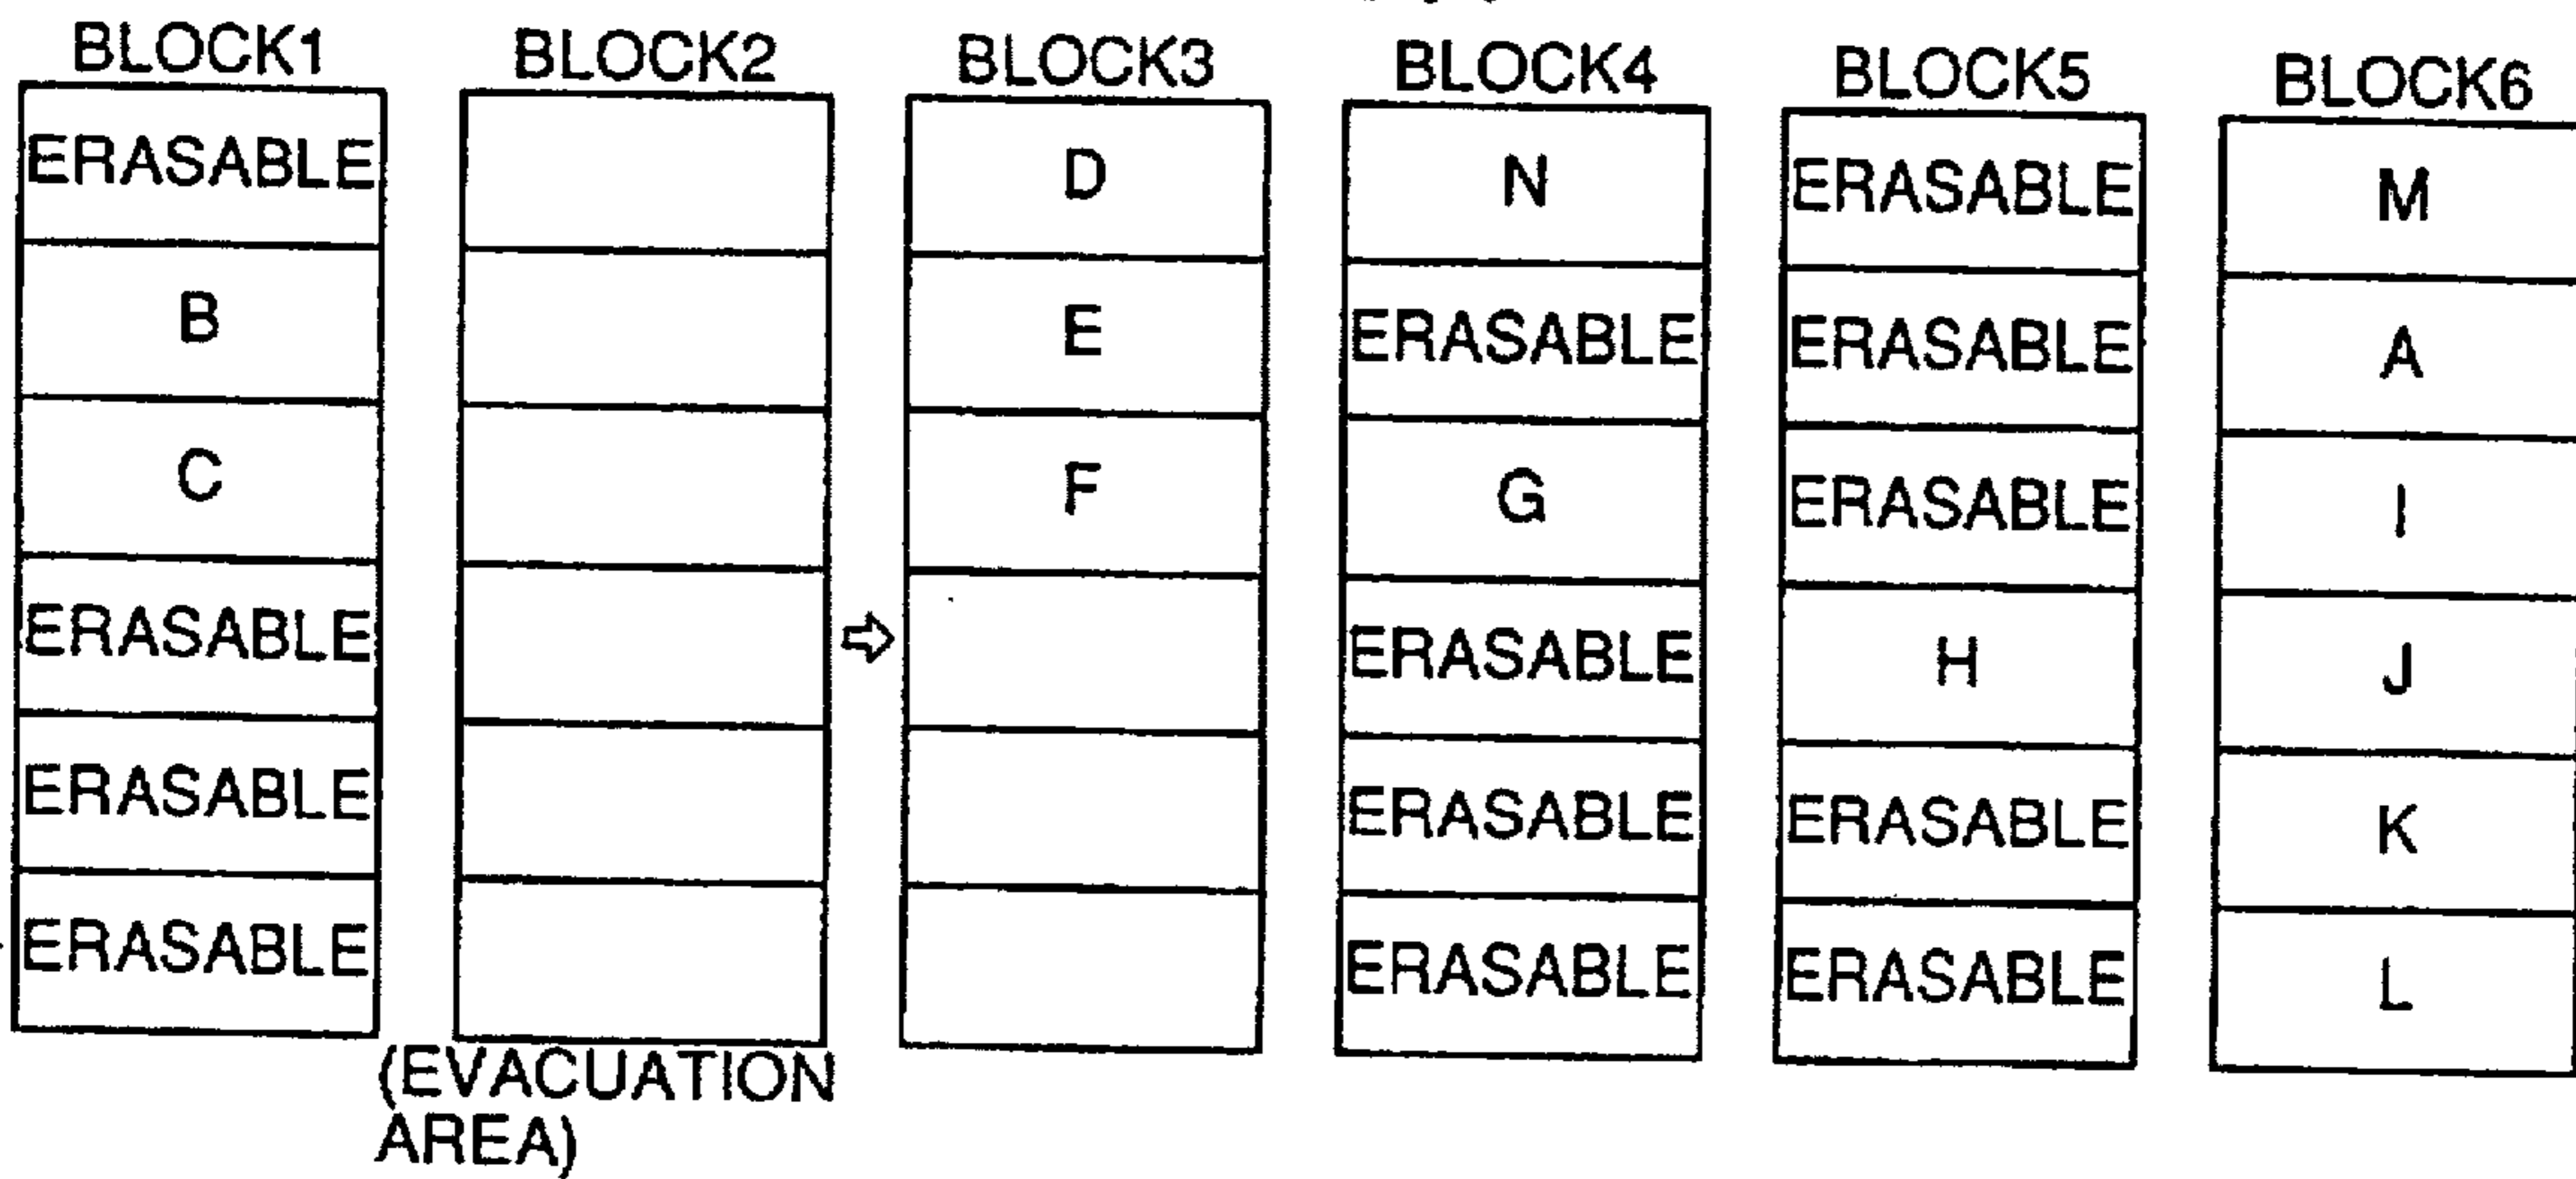 BLOCK1 BLOCK2 BLOCK3 BLOCK4 BLOCK5 BLOCK6
ERASABLE D N ERASABLE M
B E ERASABLE ERASABLE A
C F G ERASABLE I
ERASABLE ERASABLE H J
ERASABLE ERASABLE ERASABLE K
ERASABLE ERASABLE ERASABLE L
(EVACUATION
AREA)